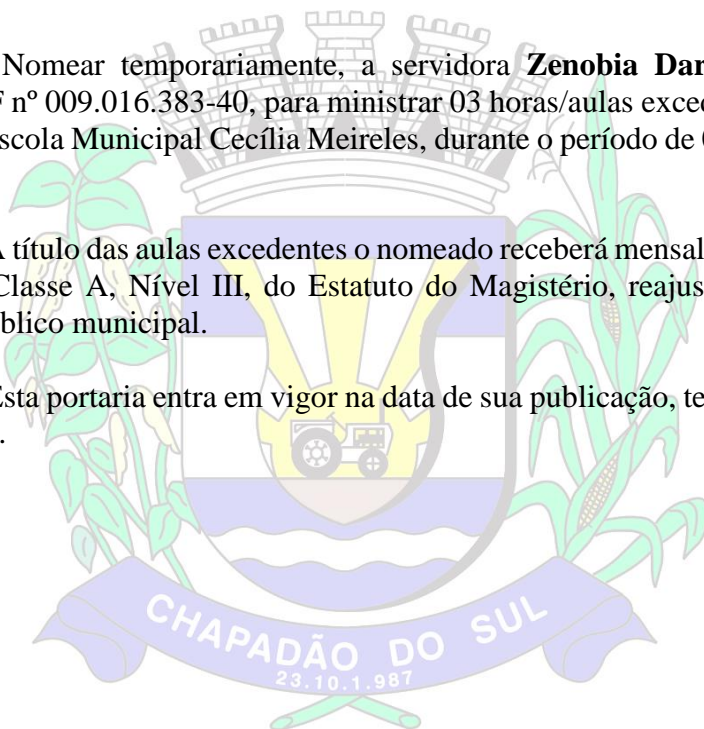 Nomear temporariamente, a servidora Zenobia Dar
nº 009.016.383-40, para ministrar 03 horas/aulas exced
scola Municipal Cecília Meireles, durante o período de
A título das aulas excedentes o nomeado receberá mensal
Classe A, Nível III, do Estatuto do Magistério, reajus
blico municipal.
Esta portaria entra em vigor na data de sua publicação, te
.
CHAPADÃO DO SUL
23.10.1.987